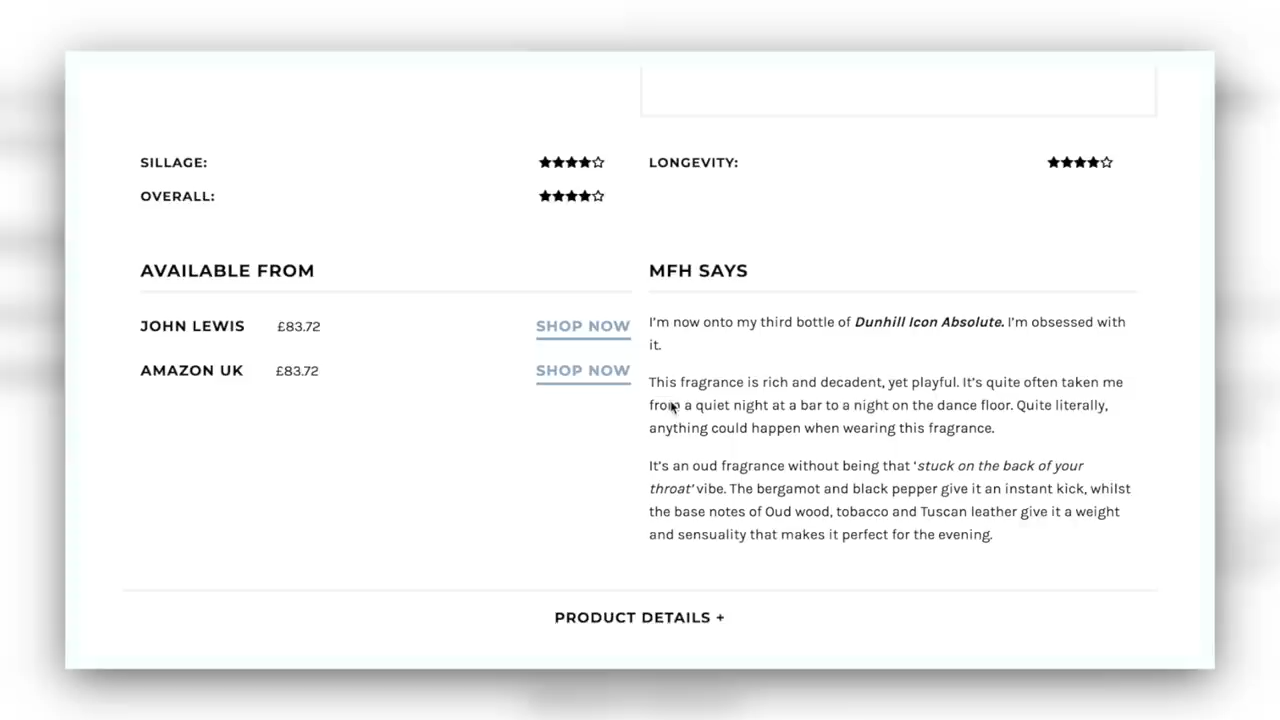 SILLAGE: ★★★★☆ LONGEVITY: ★★★★☆
OVERALL: ★★★★☆
AVAILABLE FROM
JOHN LEWIS £83.72 SHOP NOW
AMAZON UK £83.72 SHOP NOW
MFH SAYS
I’m now onto my third bottle of Dunhill Icon Absolute. I’m obsessed with
it.
This fragrance is rich and decadent, yet playful. It’s quite often taken me
from a quiet night at a bar to a night on the dance floor. Quite literally,
anything could happen when wearing this fragrance.
It’s an oud fragrance without being that ‘stuck on the back of your
throat’ vibe. The bergamot and black pepper give it an instant kick, whilst
the base notes of Oud wood, tobacco and Tuscan leather give it a weight
and sensuality that makes it perfect for the evening.
PRODUCT DETAILS +